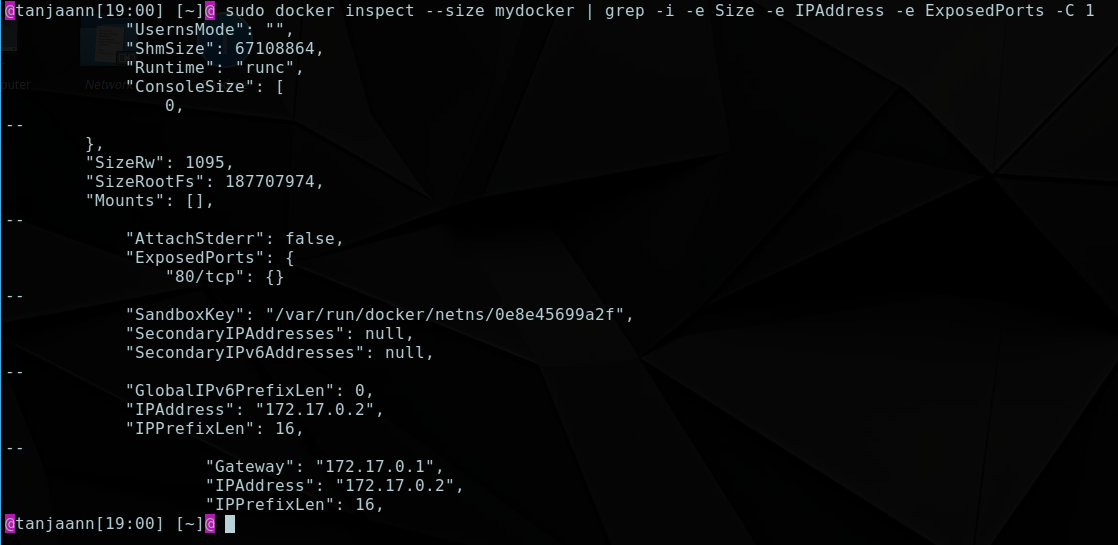 @tanjaann[19:00] [~]@ sudo docker inspect --size mydocker | grep -i -e Size -e IPAddress -e ExposedPorts -C 1
            "UsernsMode": "",
            "ShmSize": 67108864,
            "Runtime": "runc",
            "ConsoleSize": [
                0,
--
        },
        "SizeRw": 1095,
        "SizeRootFs": 187707974,
        "Mounts": [],
--
            "AttachStderr": false,
            "ExposedPorts": {
                "80/tcp": {}
--
            "SandboxKey": "/var/run/docker/netns/0e8e45699a2f",
            "SecondaryIPAddresses": null,
            "SecondaryIPv6Addresses": null,
--
            "GlobalIPv6PrefixLen": 0,
            "IPAddress": "172.17.0.2",
            "IPPrefixLen": 16,
--
                    "Gateway": "172.17.0.1",
                    "IPAddress": "172.17.0.2",
                    "IPPrefixLen": 16,
@tanjaann[19:00] [~]@